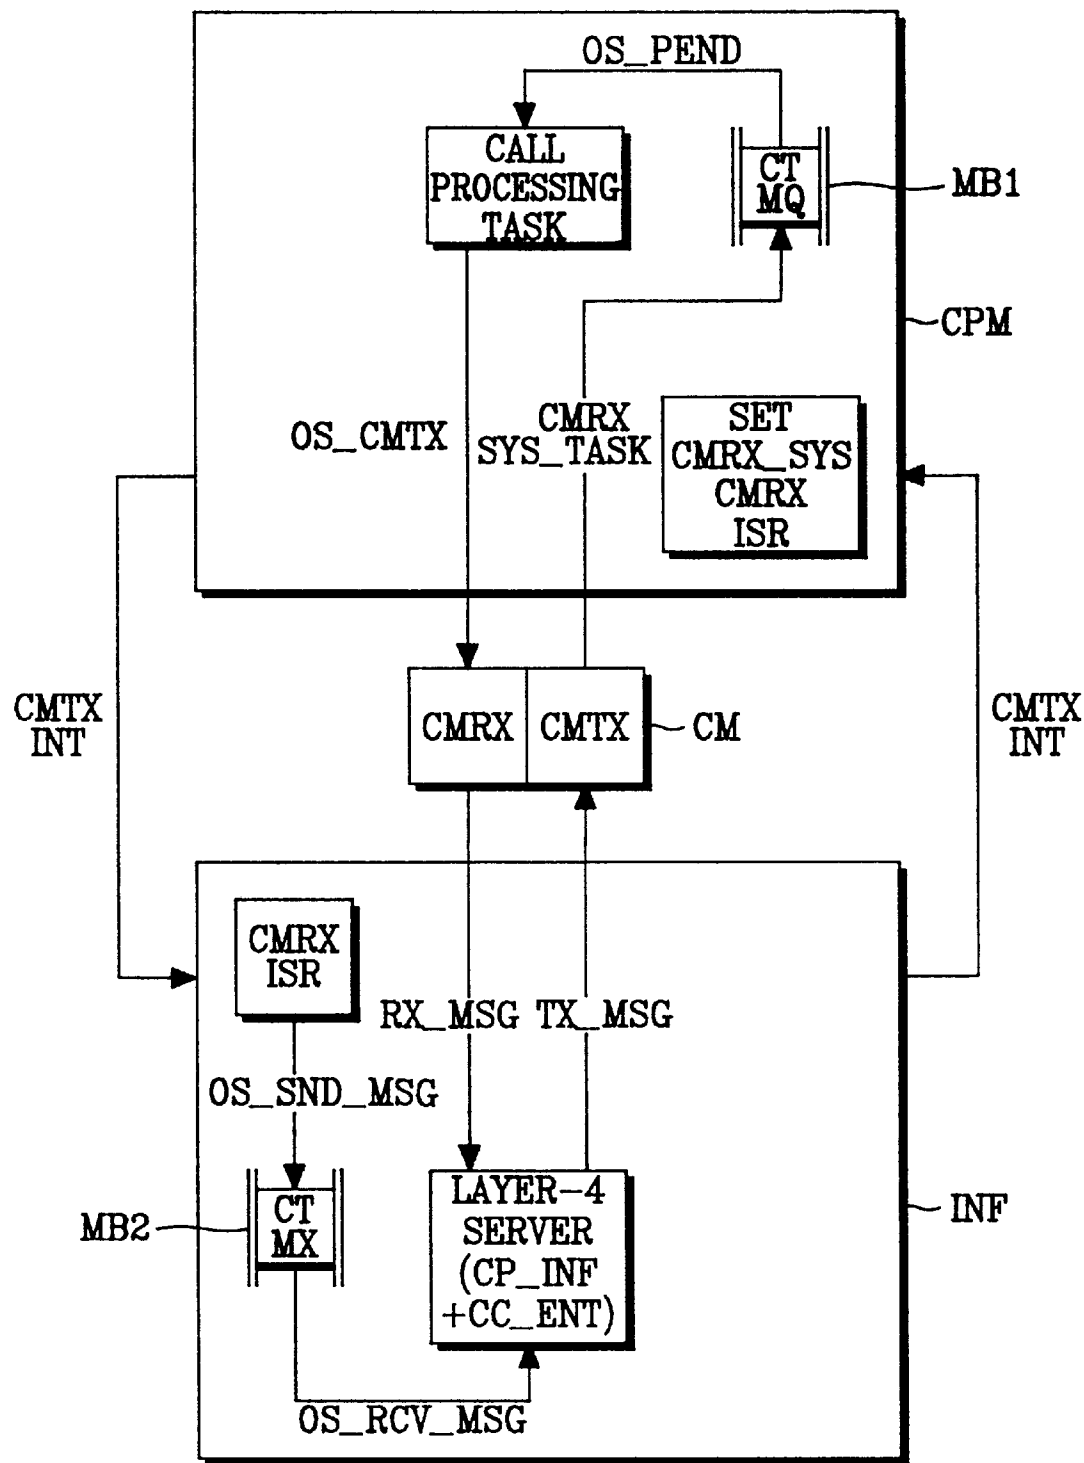 OS_PEND
CALL
PROCESSING
TASK
CT
MQ
MB1
CPM
OS_CMTX
CMRX
SYS_TASK
SET
CMRX_SYS
CMRX
ISR
CMTX
INT
CMRX
CMTX
CM
CMTX
INT
CMRX
ISR
RX_MSG
TX_MSG
OS_SND_MSG
MB2
CT
MX
LAYER-4
SERVER
(CP_INF
+CC_ENT)
INF
OS_RCV_MSG